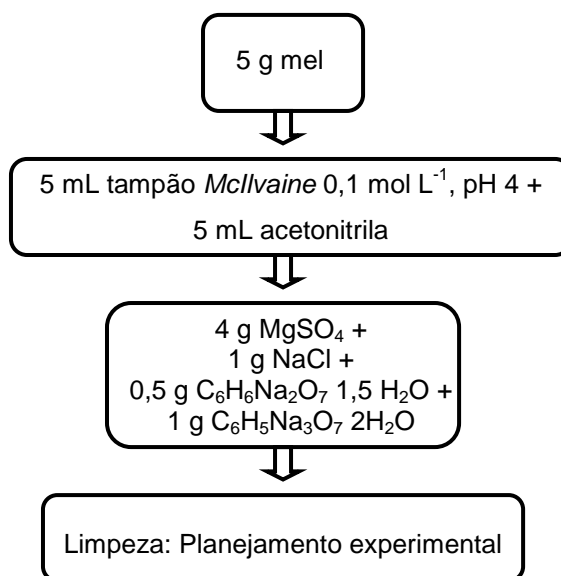 5 g mel
5 mL tampão McIlvaine 0,1 mol L⁻¹, pH 4 +
5 mL acetonitrila
4 g MgSO₄ +
1 g NaCl +
0,5 g C₆H₆Na₂O₇ 1,5 H₂O +
1 g C₆H₅Na₃O₇ 2H₂O
Limpeza: Planejamento experimental